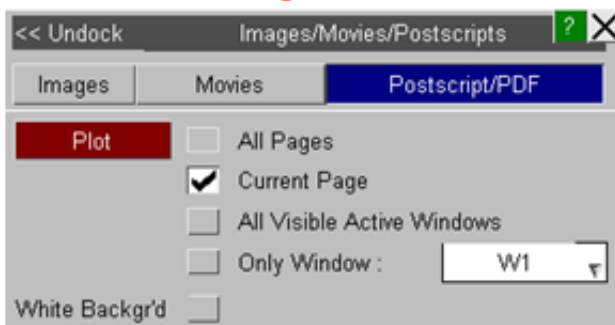 << Undock Images/Movies/Postscripts ? X
Images Movies Postscript/PDF
Plot All Pages
Current Page
All Visible Active Windows
Only Window : W1
White Backgr'd